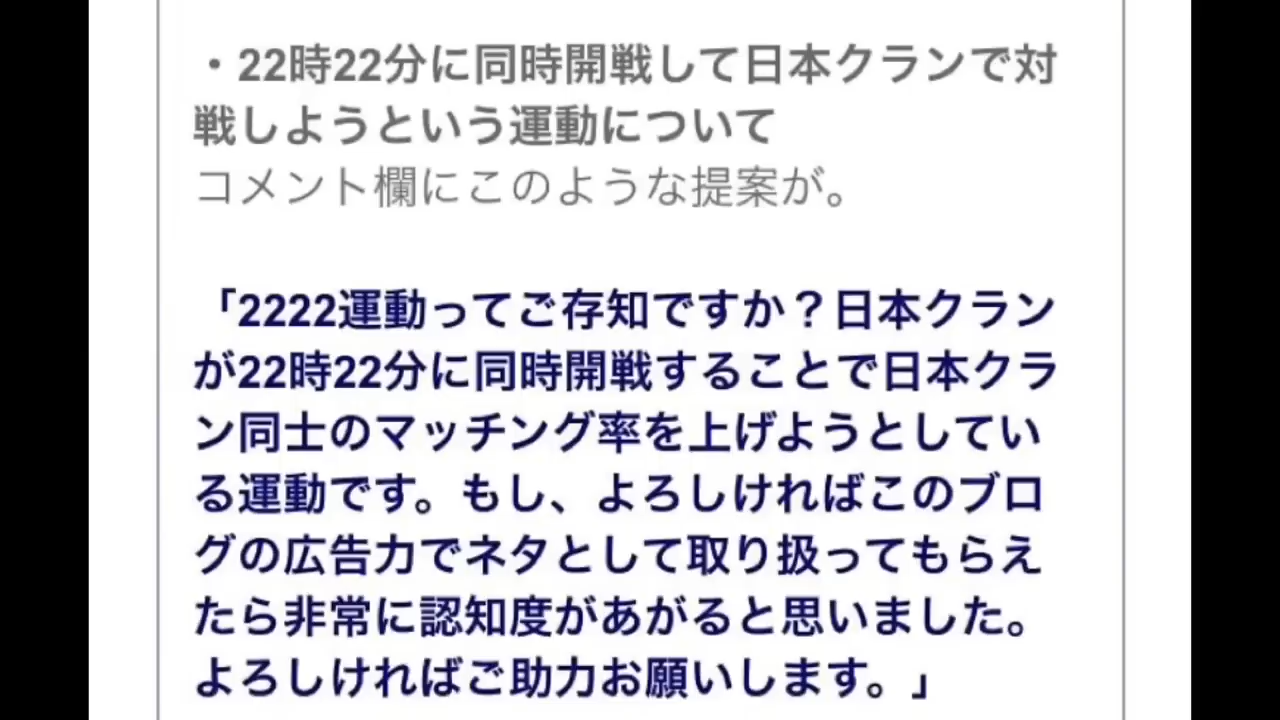 ・22時22分に同時開戦して日本クランで対
戦しようという運動について
コメント欄にこのような提案が。
「2222運動ってご存知ですか？日本クラン
が22時22分に同時開戦することで日本クラ
ン同士のマッチング率を上げようとしてい
る運動です。もし、よろしければこのブロ
グの広告力でネタとして取り扱ってもらえ
たら非常に認知度があがると思いました。
よろしければご助力お願いします。」